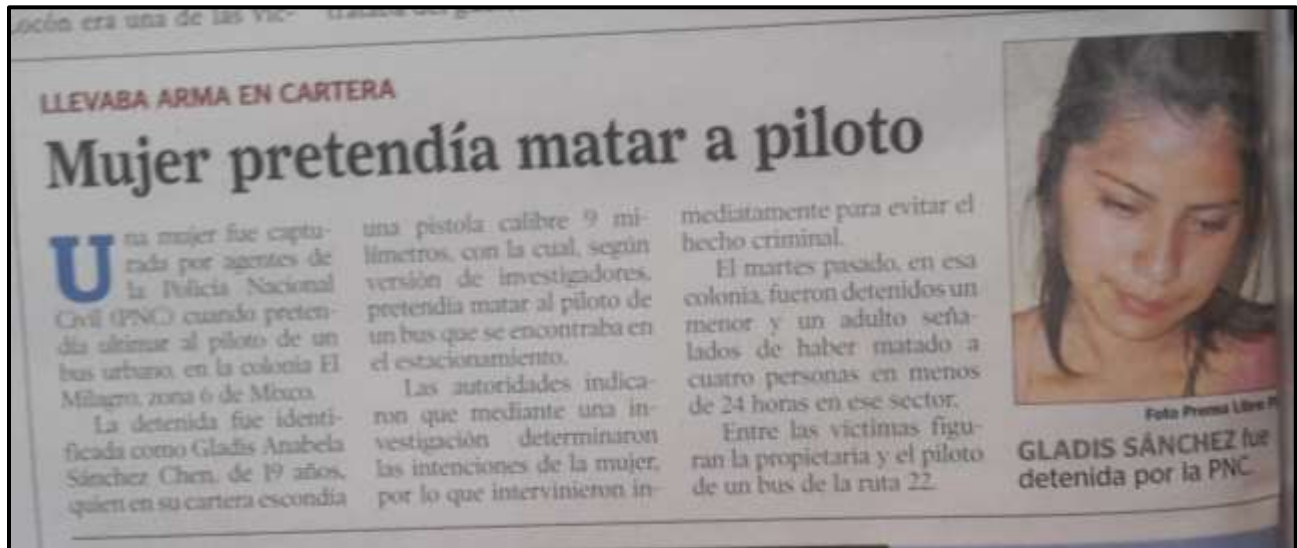 Locón era una de las vic-
LLEVABA ARMA EN CARTERA
Mujer pretendía matar a piloto
Una mujer fue captu-
rada por agentes de
la Policía Nacional
Civil (PNC) cuando preten-
día ultimar al piloto de un
bus urbano, en la colonia El
Milagro, zona 6 de Mixco.
La detenida fue identi-
ficada como Gladis Anabela
Sánchez Chen, de 19 años,
quien en su cartera escondía
una pistola calibre 9 mi-
límetros, con la cual, según
versión de investigadores,
pretendía matar al piloto de
un bus que se encontraba en
el estacionamiento.
Las autoridades indica-
ron que mediante una in-
vestigación determinaron
las intenciones de la mujer,
por lo que intervinieron in-
mediatamente para evitar el
hecho criminal.
El martes pasado, en esa
colonia, fueron detenidos un
menor y un adulto seña-
lados de haber matado a
cuatro personas en menos
de 24 horas en ese sector.
Entre las víctimas figu-
ran la propietaria y el piloto
de un bus de la ruta 22.
Foto Prensa Libre
GLADIS SÁNCHEZ fue
detenida por la PNC.